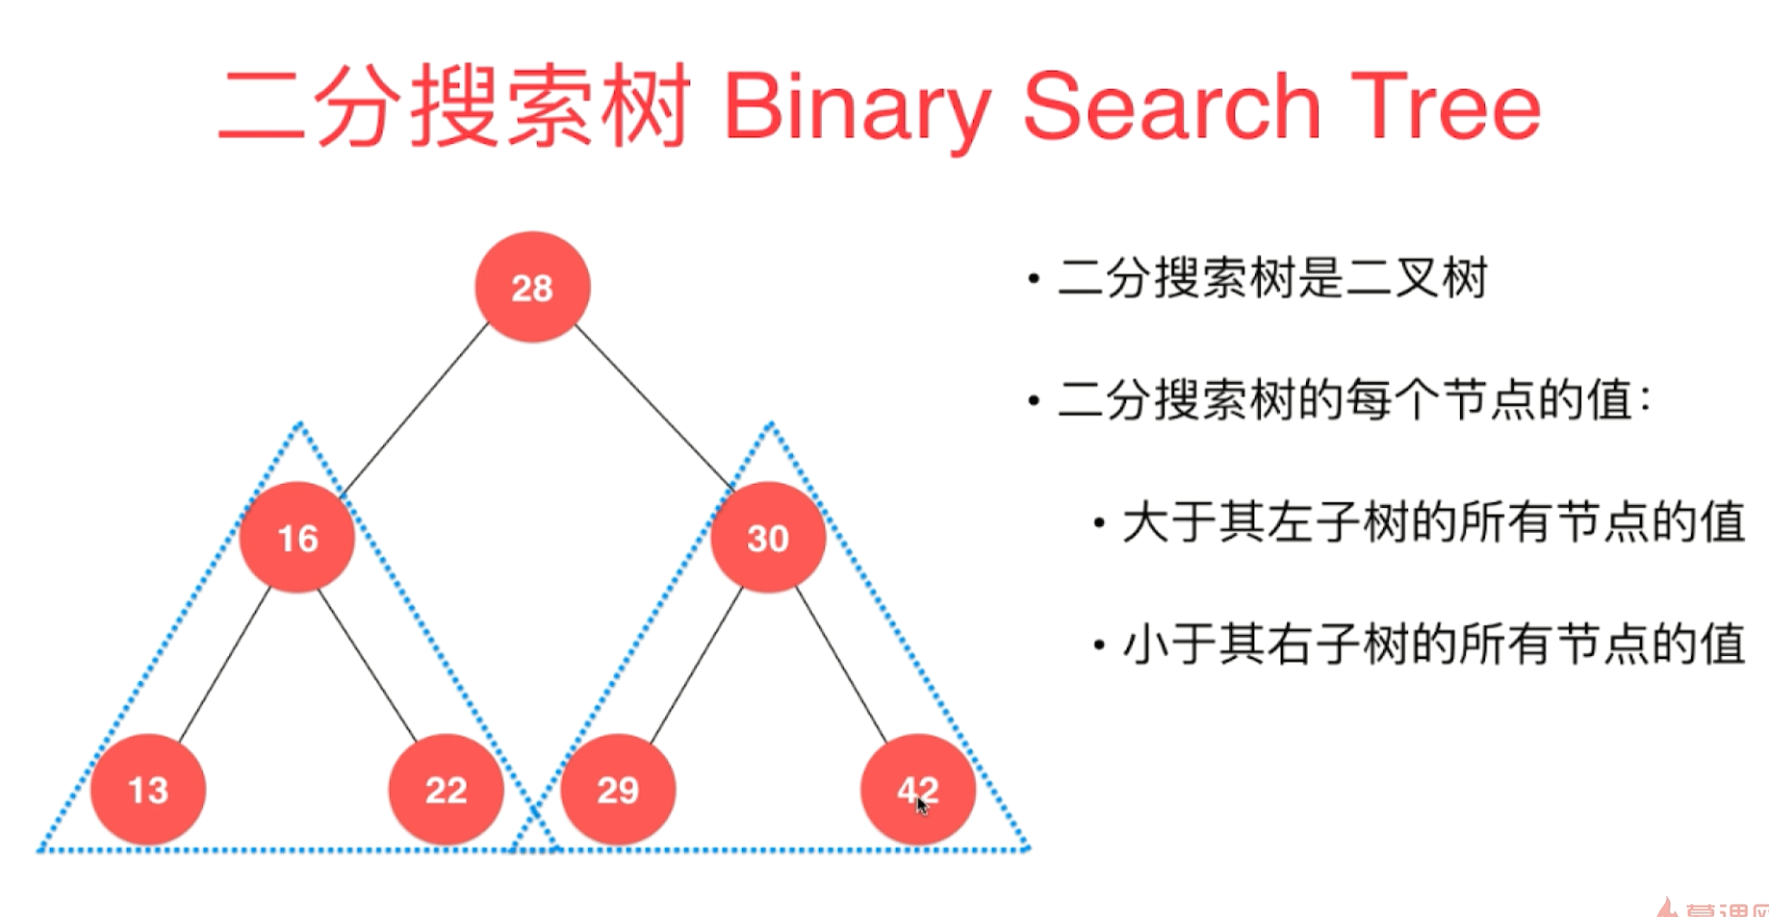 二分搜索树 Binary Search Tree
28
• 二分搜索树是二叉树
• 二分搜索树的每个节点的值：
16
30
• 大于其左子树的所有节点的值
• 小于其右子树的所有节点的值
13
22
29
42